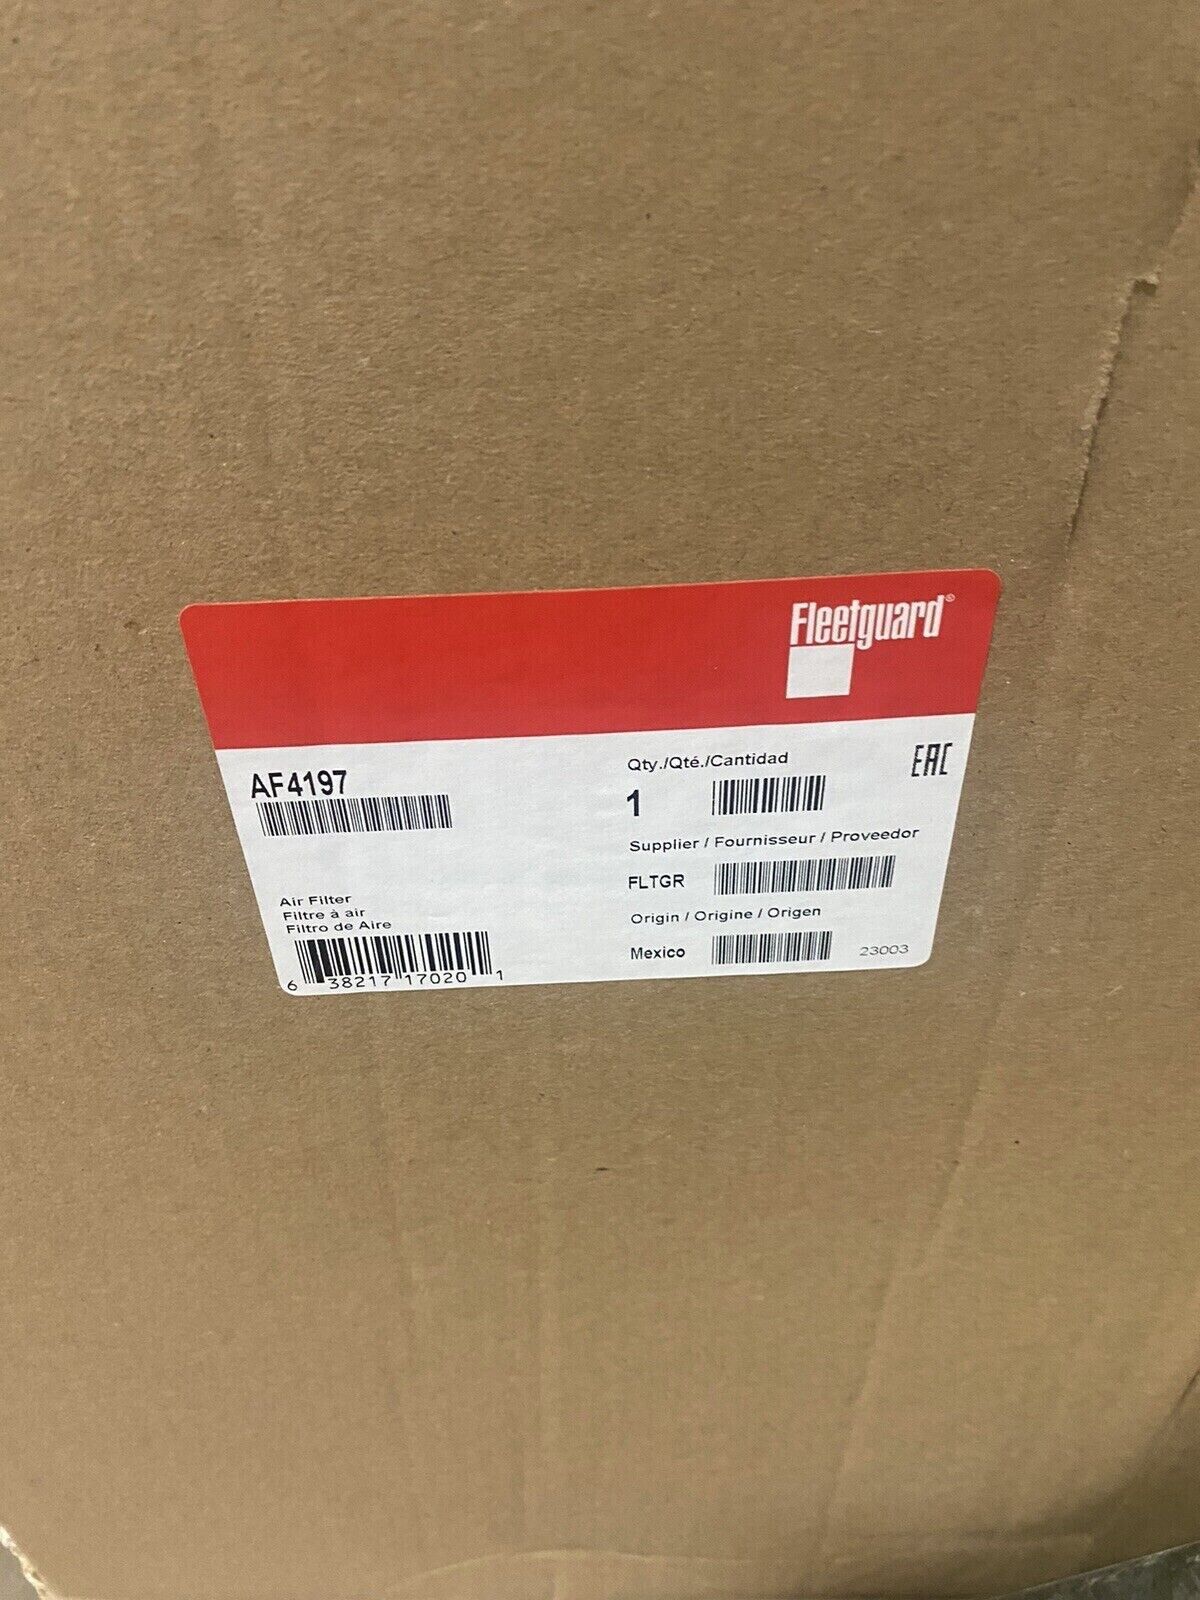 Fleetguard®
AF4197
Qty./Qté./Cantidad
EAC
1
Supplier / Fournisseur / Proveedor
FLTGR
Air Filter
Filtre à air
Filtro de Aire
Origin / Origine / Origen
Mexico
23003
6 38217 17020 1